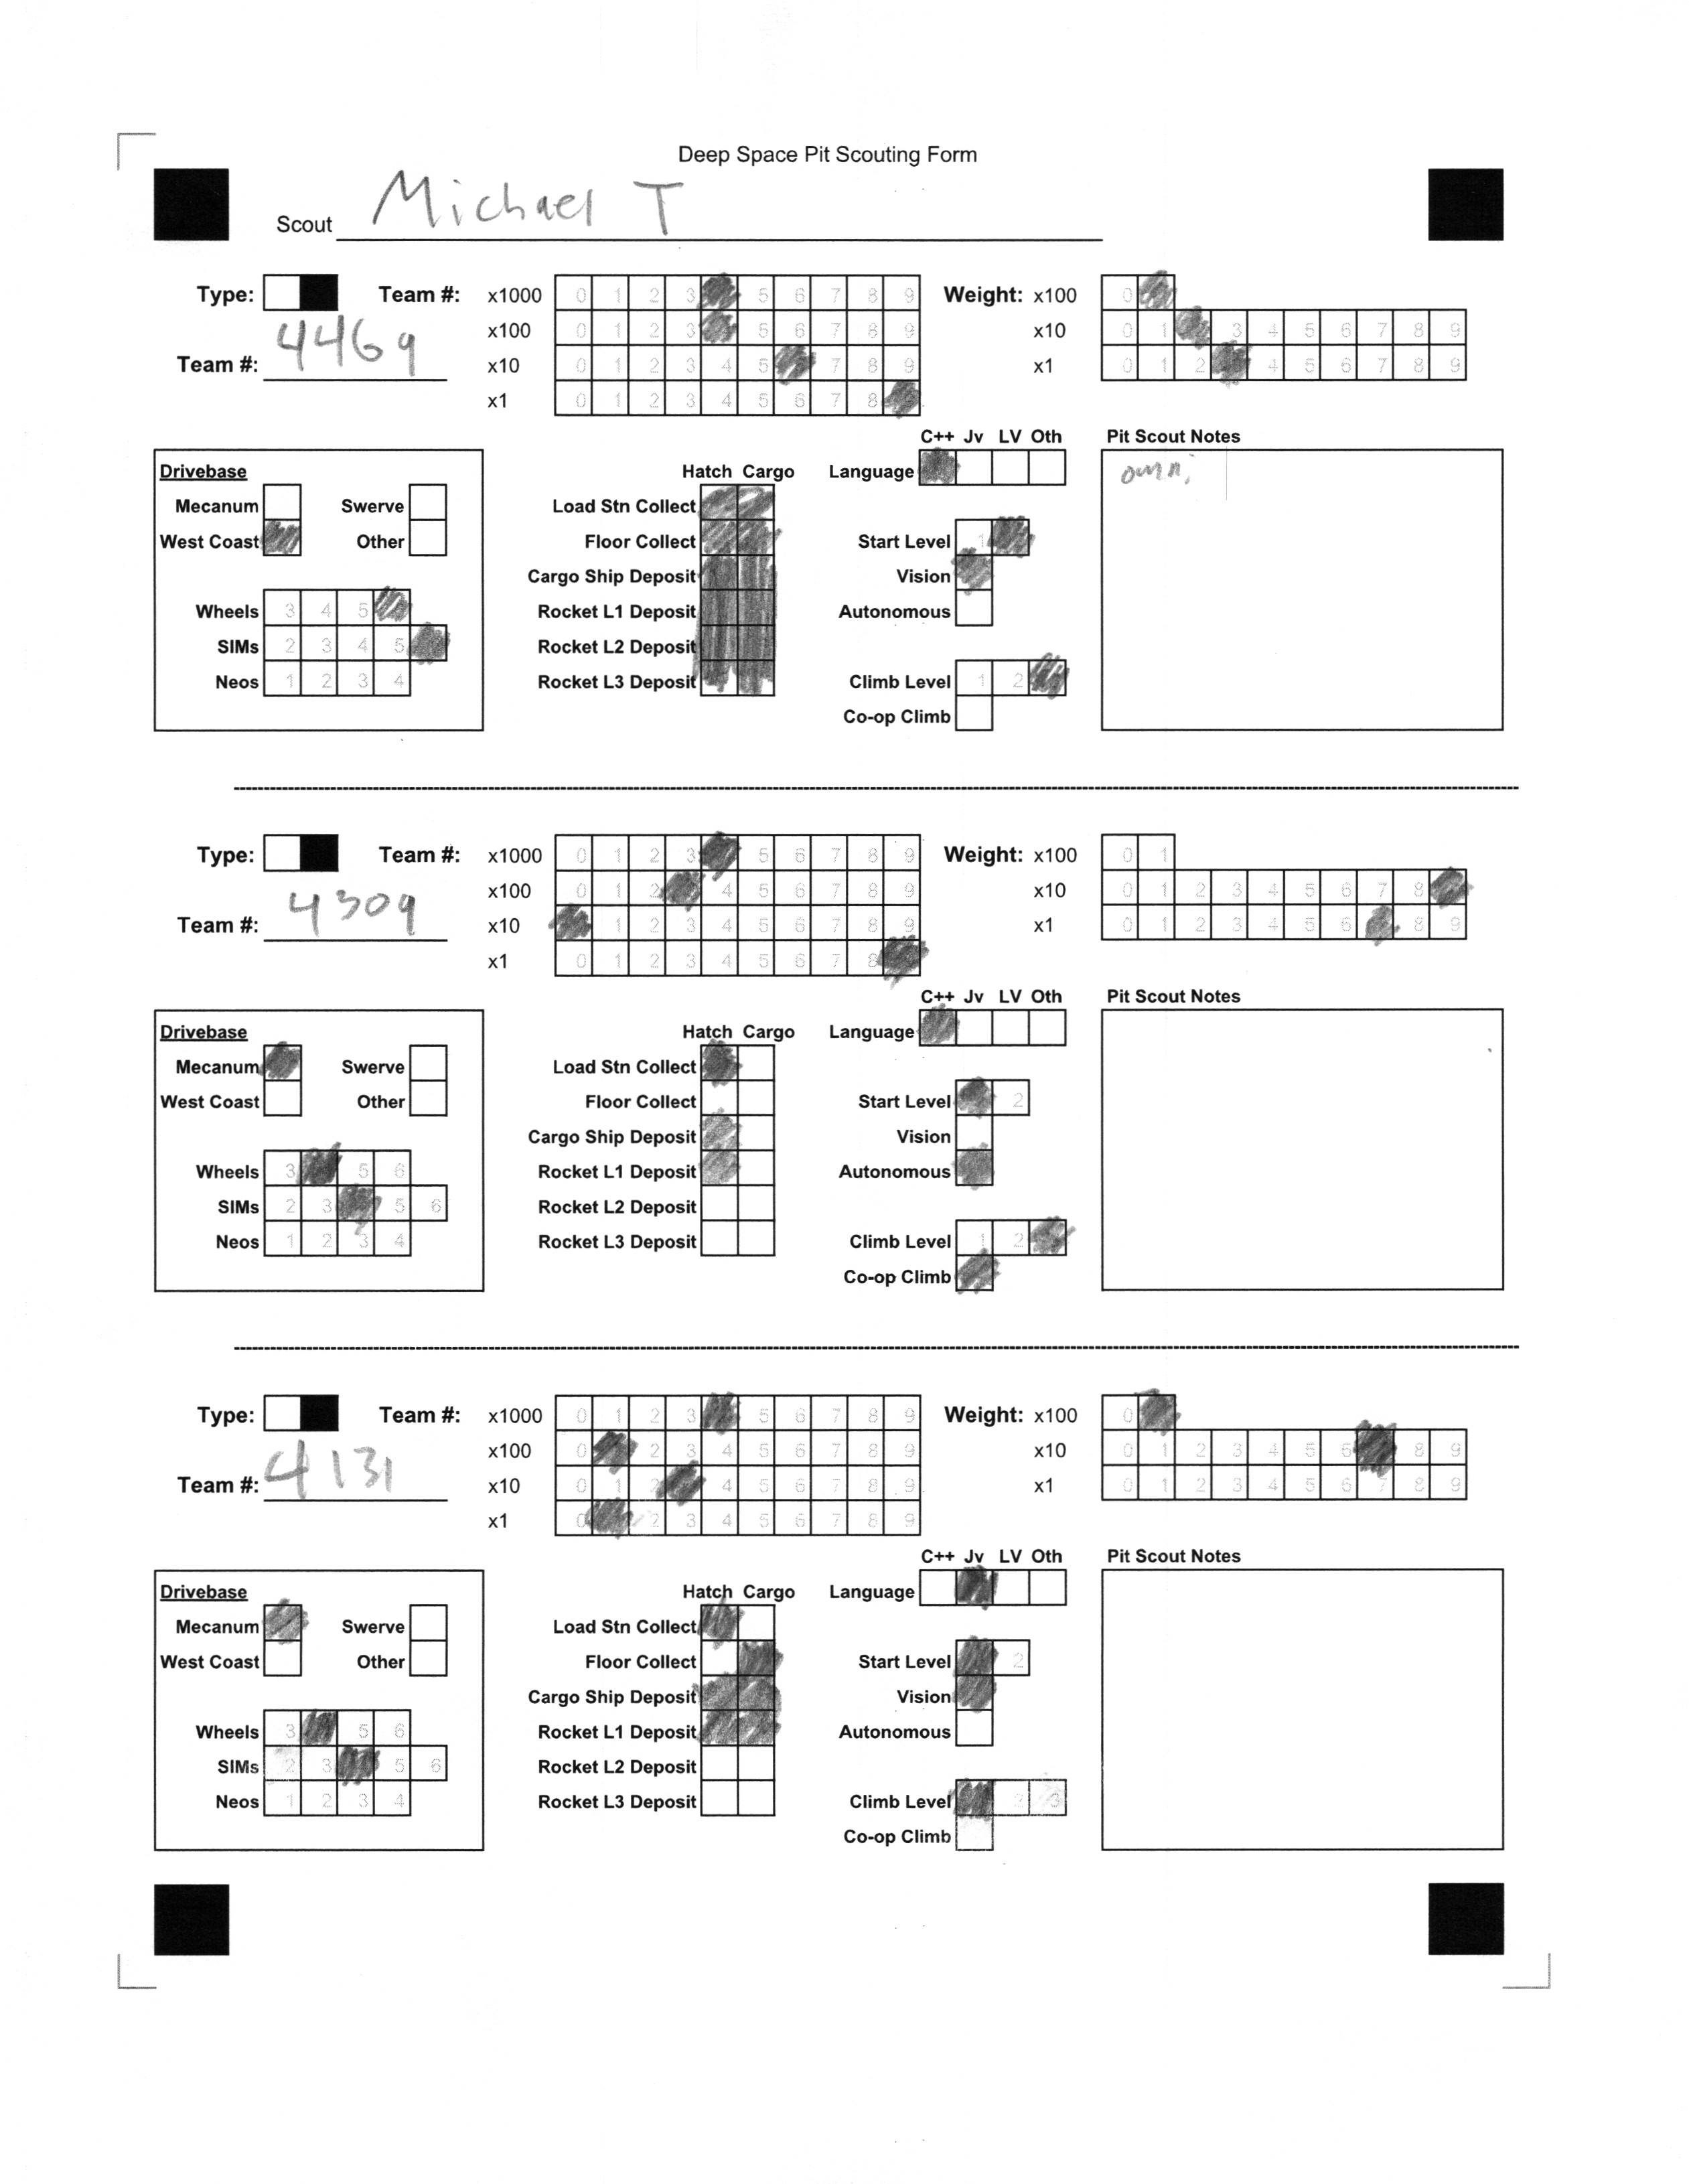 Deep Space Pit Scouting Form
Scout Michael T
Type: Team #: x1000 0 1 2 3 5 6 7 8 9 Weight: x100 0
x100 0 1 2 3 5 6 7 8 9 x10 0 1 3 4 5 6 7 8 9
Team #: 4469 x10 0 1 2 3 4 5 7 8 9 x1 0 1 2 4 5 6 7 8 9
x1 0 1 2 3 4 5 6 7 8
C++ Jv LV Oth Pit Scout Notes
Drivebase Hatch Cargo Language omni
Mecanum Swerve Load Stn Collect
West Coast Other Floor Collect Start Level 1
Cargo Ship Deposit Vision
Wheels 3 4 5 Rocket L1 Deposit Autonomous
SIMs 2 3 4 5 Rocket L2 Deposit
Neos 1 2 3 4 Rocket L3 Deposit Climb Level 1 2
Co-op Climb
Type: Team #: x1000 0 1 2 3 5 6 7 8 9 Weight: x100 0 1
x100 0 1 2 4 5 6 7 8 9 x10 0 1 2 3 4 5 6 7 8
Team #: 4309 x10 1 2 3 4 5 6 7 8 9 x1 0 1 2 3 4 5 6 8 9
x1 0 1 2 3 4 5 6 7 8
C++ Jv LV Oth Pit Scout Notes
Drivebase Hatch Cargo Language
Mecanum Swerve Load Stn Collect
West Coast Other Floor Collect Start Level 2
Cargo Ship Deposit Vision
Wheels 3 5 6 Rocket L1 Deposit Autonomous
SIMs 2 3 5 6 Rocket L2 Deposit
Neos 1 2 3 4 Rocket L3 Deposit Climb Level 1 2
Co-op Climb
Type: Team #: x1000 0 1 2 3 5 6 7 8 9 Weight: x100 0
x100 0 2 3 4 5 6 7 8 9 x10 0 1 2 3 4 5 6 8 9
Team #: 4131 x10 0 1 2 4 5 6 7 8 9 x1 0 1 2 3 4 5 6 7 8 9
x1 0 2 3 4 5 6 7 8 9
C++ Jv LV Oth Pit Scout Notes
Drivebase Hatch Cargo Language
Mecanum Swerve Load Stn Collect
West Coast Other Floor Collect Start Level 2
Cargo Ship Deposit Vision
Wheels 3 5 6 Rocket L1 Deposit Autonomous
SIMs 2 3 5 6 Rocket L2 Deposit
Neos 1 2 3 4 Rocket L3 Deposit Climb Level 2 3
Co-op Climb